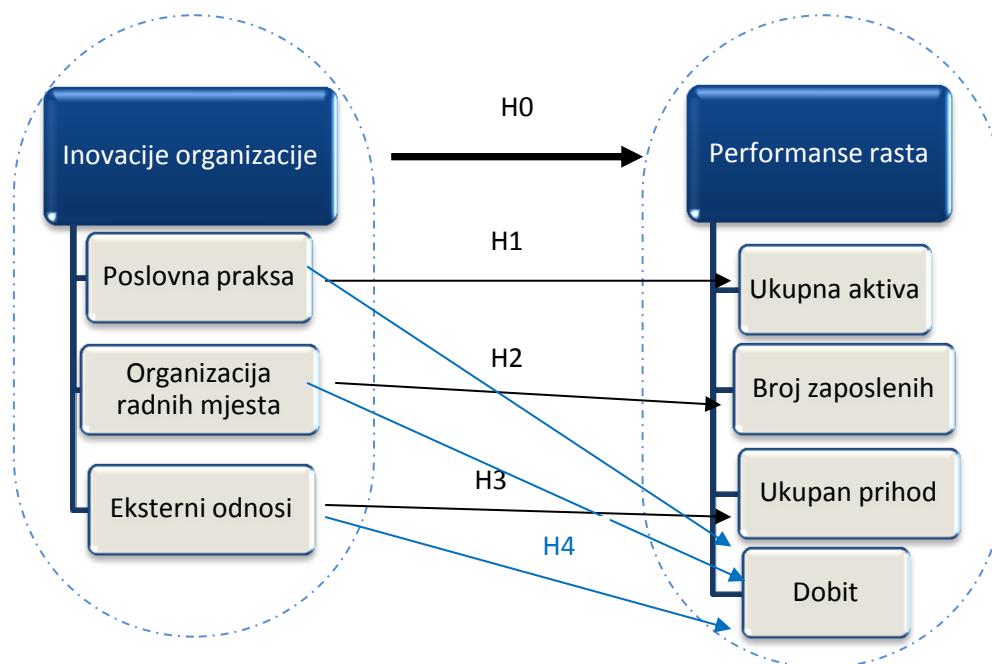 H0
Inovacije organizacije
Performanse rasta
H1
Poslovna praksa
Ukupna aktiva
H2
Organizacija
radnih mjesta
Broj zaposlenih
H3
Eksterni odnosi
Ukupan prihod
H4
Dobit